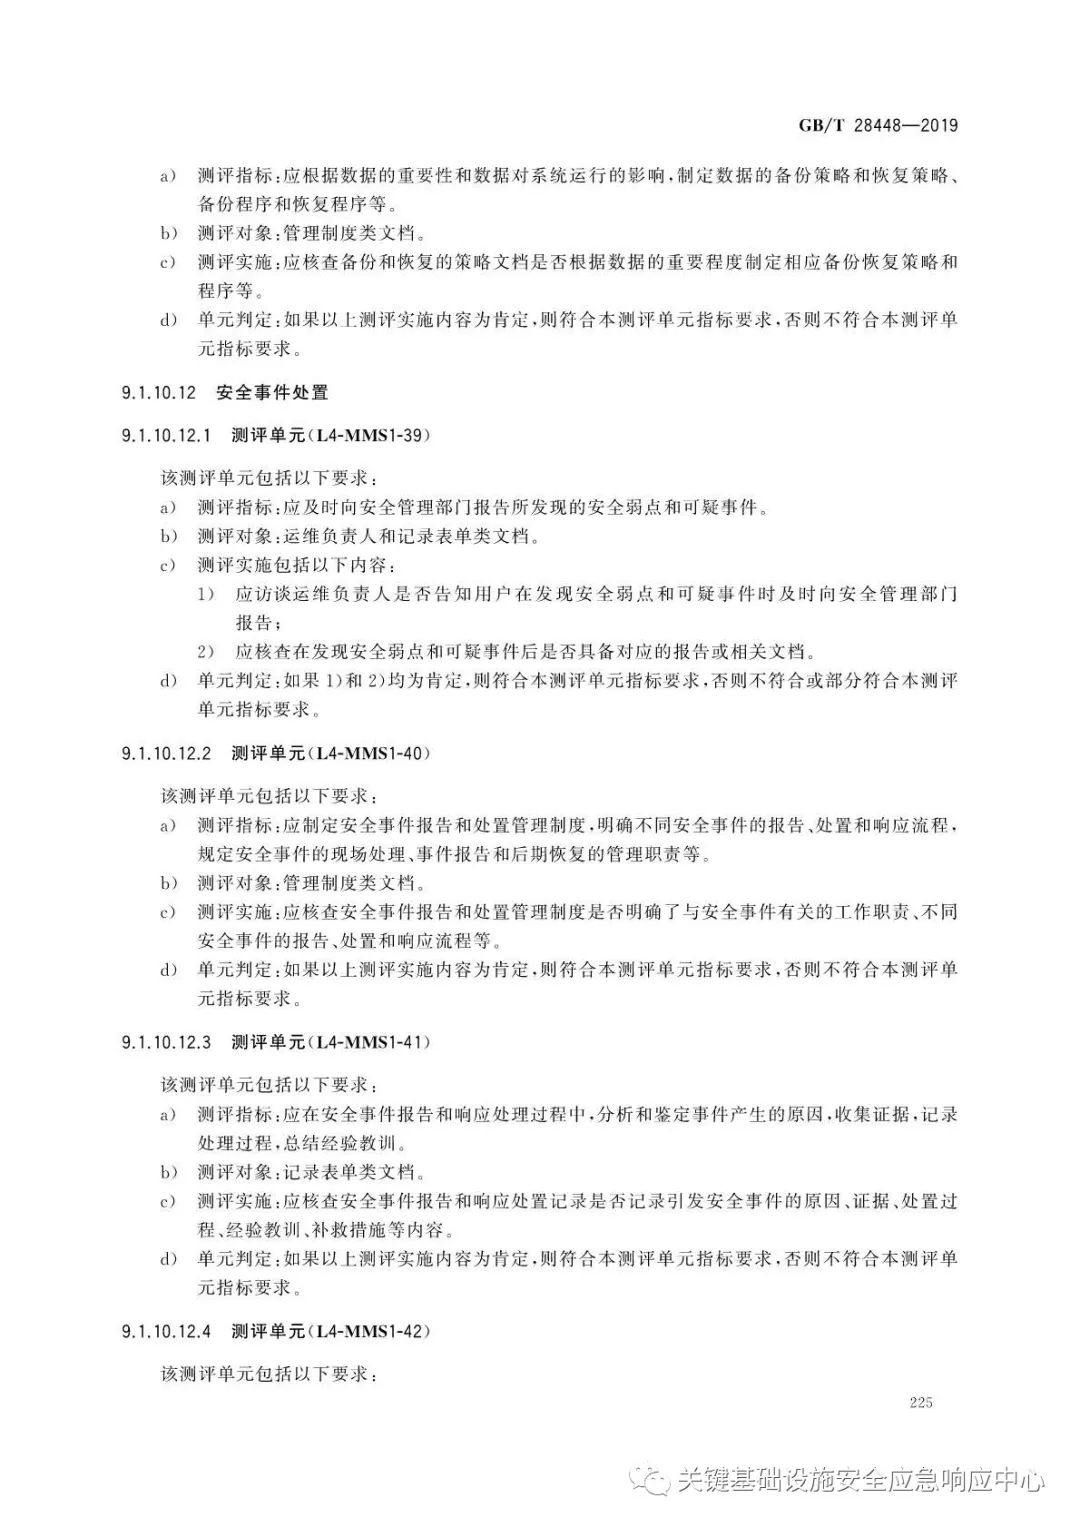 GB/T 28448—2019
a) 测评指标:应根据数据的重要性和数据对系统运行的影响,制定数据的备份策略和恢复策略、
备份程序和恢复程序等。
b) 测评对象:管理制度类文档。
c) 测评实施:应核查备份和恢复的策略文档是否根据数据的重要程度制定相应备份恢复策略和
程序等。
d) 单元判定:如果以上测评实施内容为肯定,则符合本测评单元指标要求,否则不符合本测评单
元指标要求。
9.1.10.12 安全事件处置
9.1.10.12.1 测评单元(L4-MMS1-39)
该测评单元包括以下要求:
a) 测评指标:应及时向安全管理部门报告所发现的安全弱点和可疑事件。
b) 测评对象:运维负责人和记录表单类文档。
c) 测评实施包括以下内容:
1) 应访谈运维负责人是否告知用户在发现安全弱点和可疑事件时及时向安全管理部门
报告;
2) 应核查在发现安全弱点和可疑事件后是否具备对应的报告或相关文档。
d) 单元判定:如果1)和2)均为肯定,则符合本测评单元指标要求,否则不符合或部分符合本测评
单元指标要求。
9.1.10.12.2 测评单元(L4-MMS1-40)
该测评单元包括以下要求:
a) 测评指标:应制定安全事件报告和处置管理制度,明确不同安全事件的报告、处置和响应流程,
规定安全事件的现场处理、事件报告和后期恢复的管理职责等。
b) 测评对象:管理制度类文档。
c) 测评实施:应核查安全事件报告和处置管理制度是否明确了与安全事件有关的工作职责、不同
安全事件的报告、处置和响应流程等。
d) 单元判定:如果以上测评实施内容为肯定,则符合本测评单元指标要求,否则不符合本测评单
元指标要求。
9.1.10.12.3 测评单元(L4-MMS1-41)
该测评单元包括以下要求:
a) 测评指标:应在安全事件报告和响应处理过程中,分析和鉴定事件产生的原因,收集证据,记录
处理过程,总结经验教训。
b) 测评对象:记录表单类文档。
c) 测评实施:应核查安全事件报告和响应处置记录是否记录引发安全事件的原因、证据、处置过
程、经验教训、补救措施等内容。
d) 单元判定:如果以上测评实施内容为肯定,则符合本测评单元指标要求,否则不符合本测评单
元指标要求。
9.1.10.12.4 测评单元(L4-MMS1-42)
该测评单元包括以下要求:
225
关键基础设施安全应急响应中心